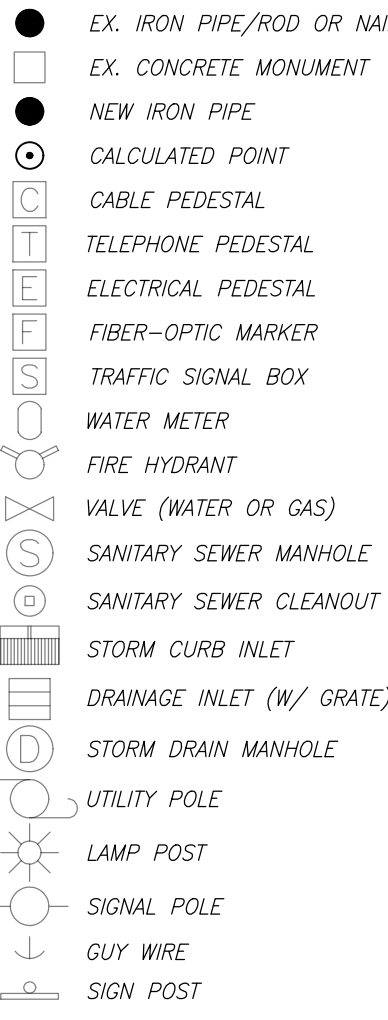 EX. IRON PIPE/ROD OR
EX. CONCRETE MONUMENT
NEW IRON PIPE
CALCULATED POINT
C CABLE PEDESTAL
T TELEPHONE PEDESTAL
E ELECTRICAL PEDESTAL
F FIBER-OPTIC MARKER
S TRAFFIC SIGNAL BOX
WATER METER
FIRE HYDRANT
VALVE (WATER OR GAS)
S SANITARY SEWER MANHOLE
SANITARY SEWER CLEANOUT
STORM CURB INLET
DRAINAGE INLET (W/ GRATE)
D STORM DRAIN MANHOLE
UTILITY POLE
LAMP POST
SIGNAL POLE
GUY WIRE
SIGN POST